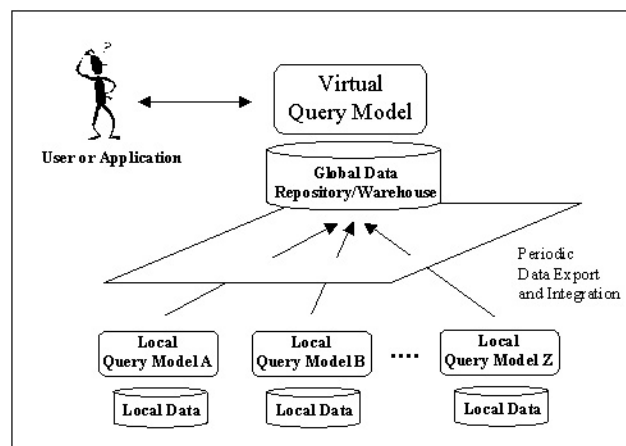 ?
Virtual
Query Model
User or Application
Global Data
Repository/Warehouse
Periodic
Data Export
and Integration
Local
Query Model A
Local
Query Model B
....
Local
Query Model Z
Local Data
Local Data
Local Data